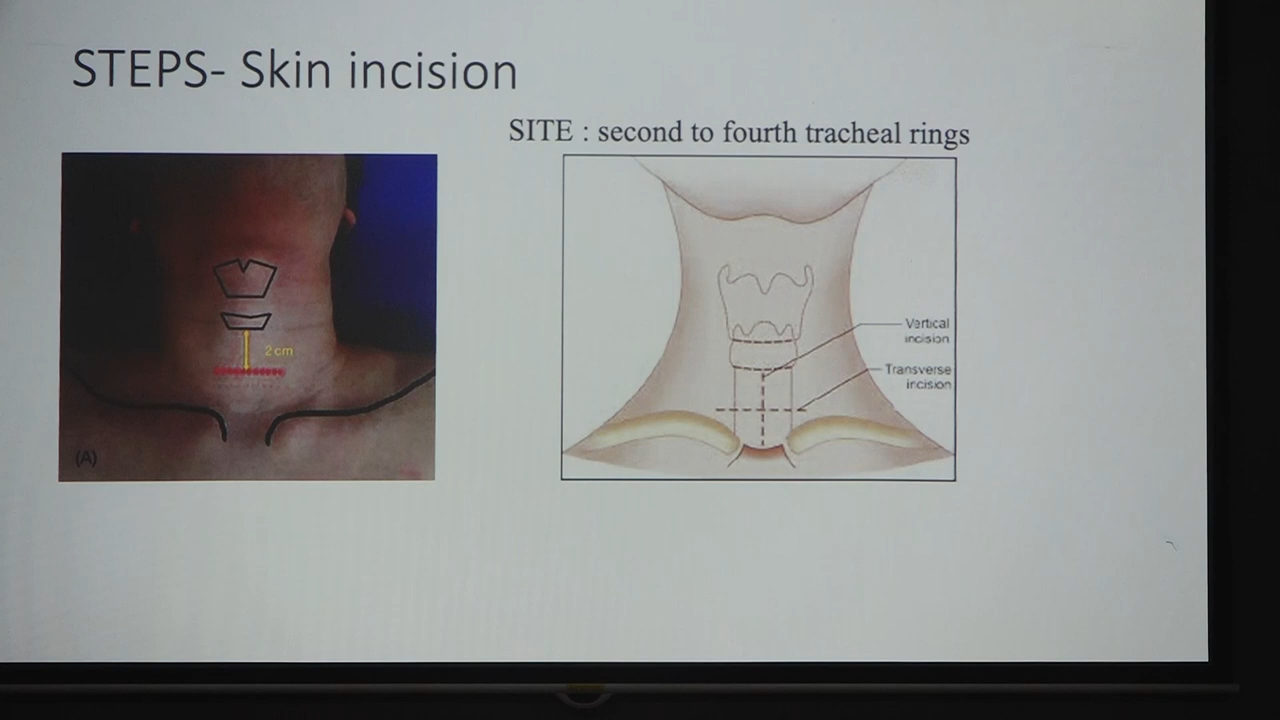 STEPS- Skin incision
SITE : second to fourth tracheal rings
2 cm
(A)
Vertical
incision
Transverse
incision